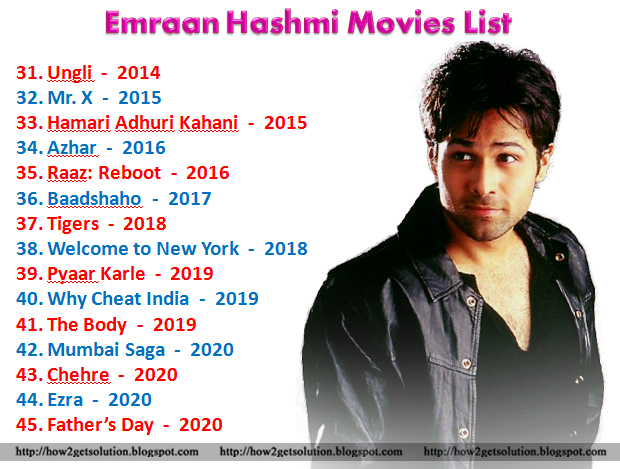 Emraan Hashmi Movies List
31. Ungli - 2014
32. Mr. X - 2015
33. Hamari Adhuri Kahani - 2015
34. Azhar - 2016
35. Raaz: Reboot - 2016
36. Baadshaho - 2017
37. Tigers - 2018
38. Welcome to New York - 2018
39. Pyaar Karle - 2019
40. Why Cheat India - 2019
41. The Body - 2019
42. Mumbai Saga - 2020
43. Chehre - 2020
44. Ezra - 2020
45. Father's Day - 2020
http://how2getsolution.blogspot.com http://how2getsolution.blogspot.com http://how2getsolution.blogspot.com